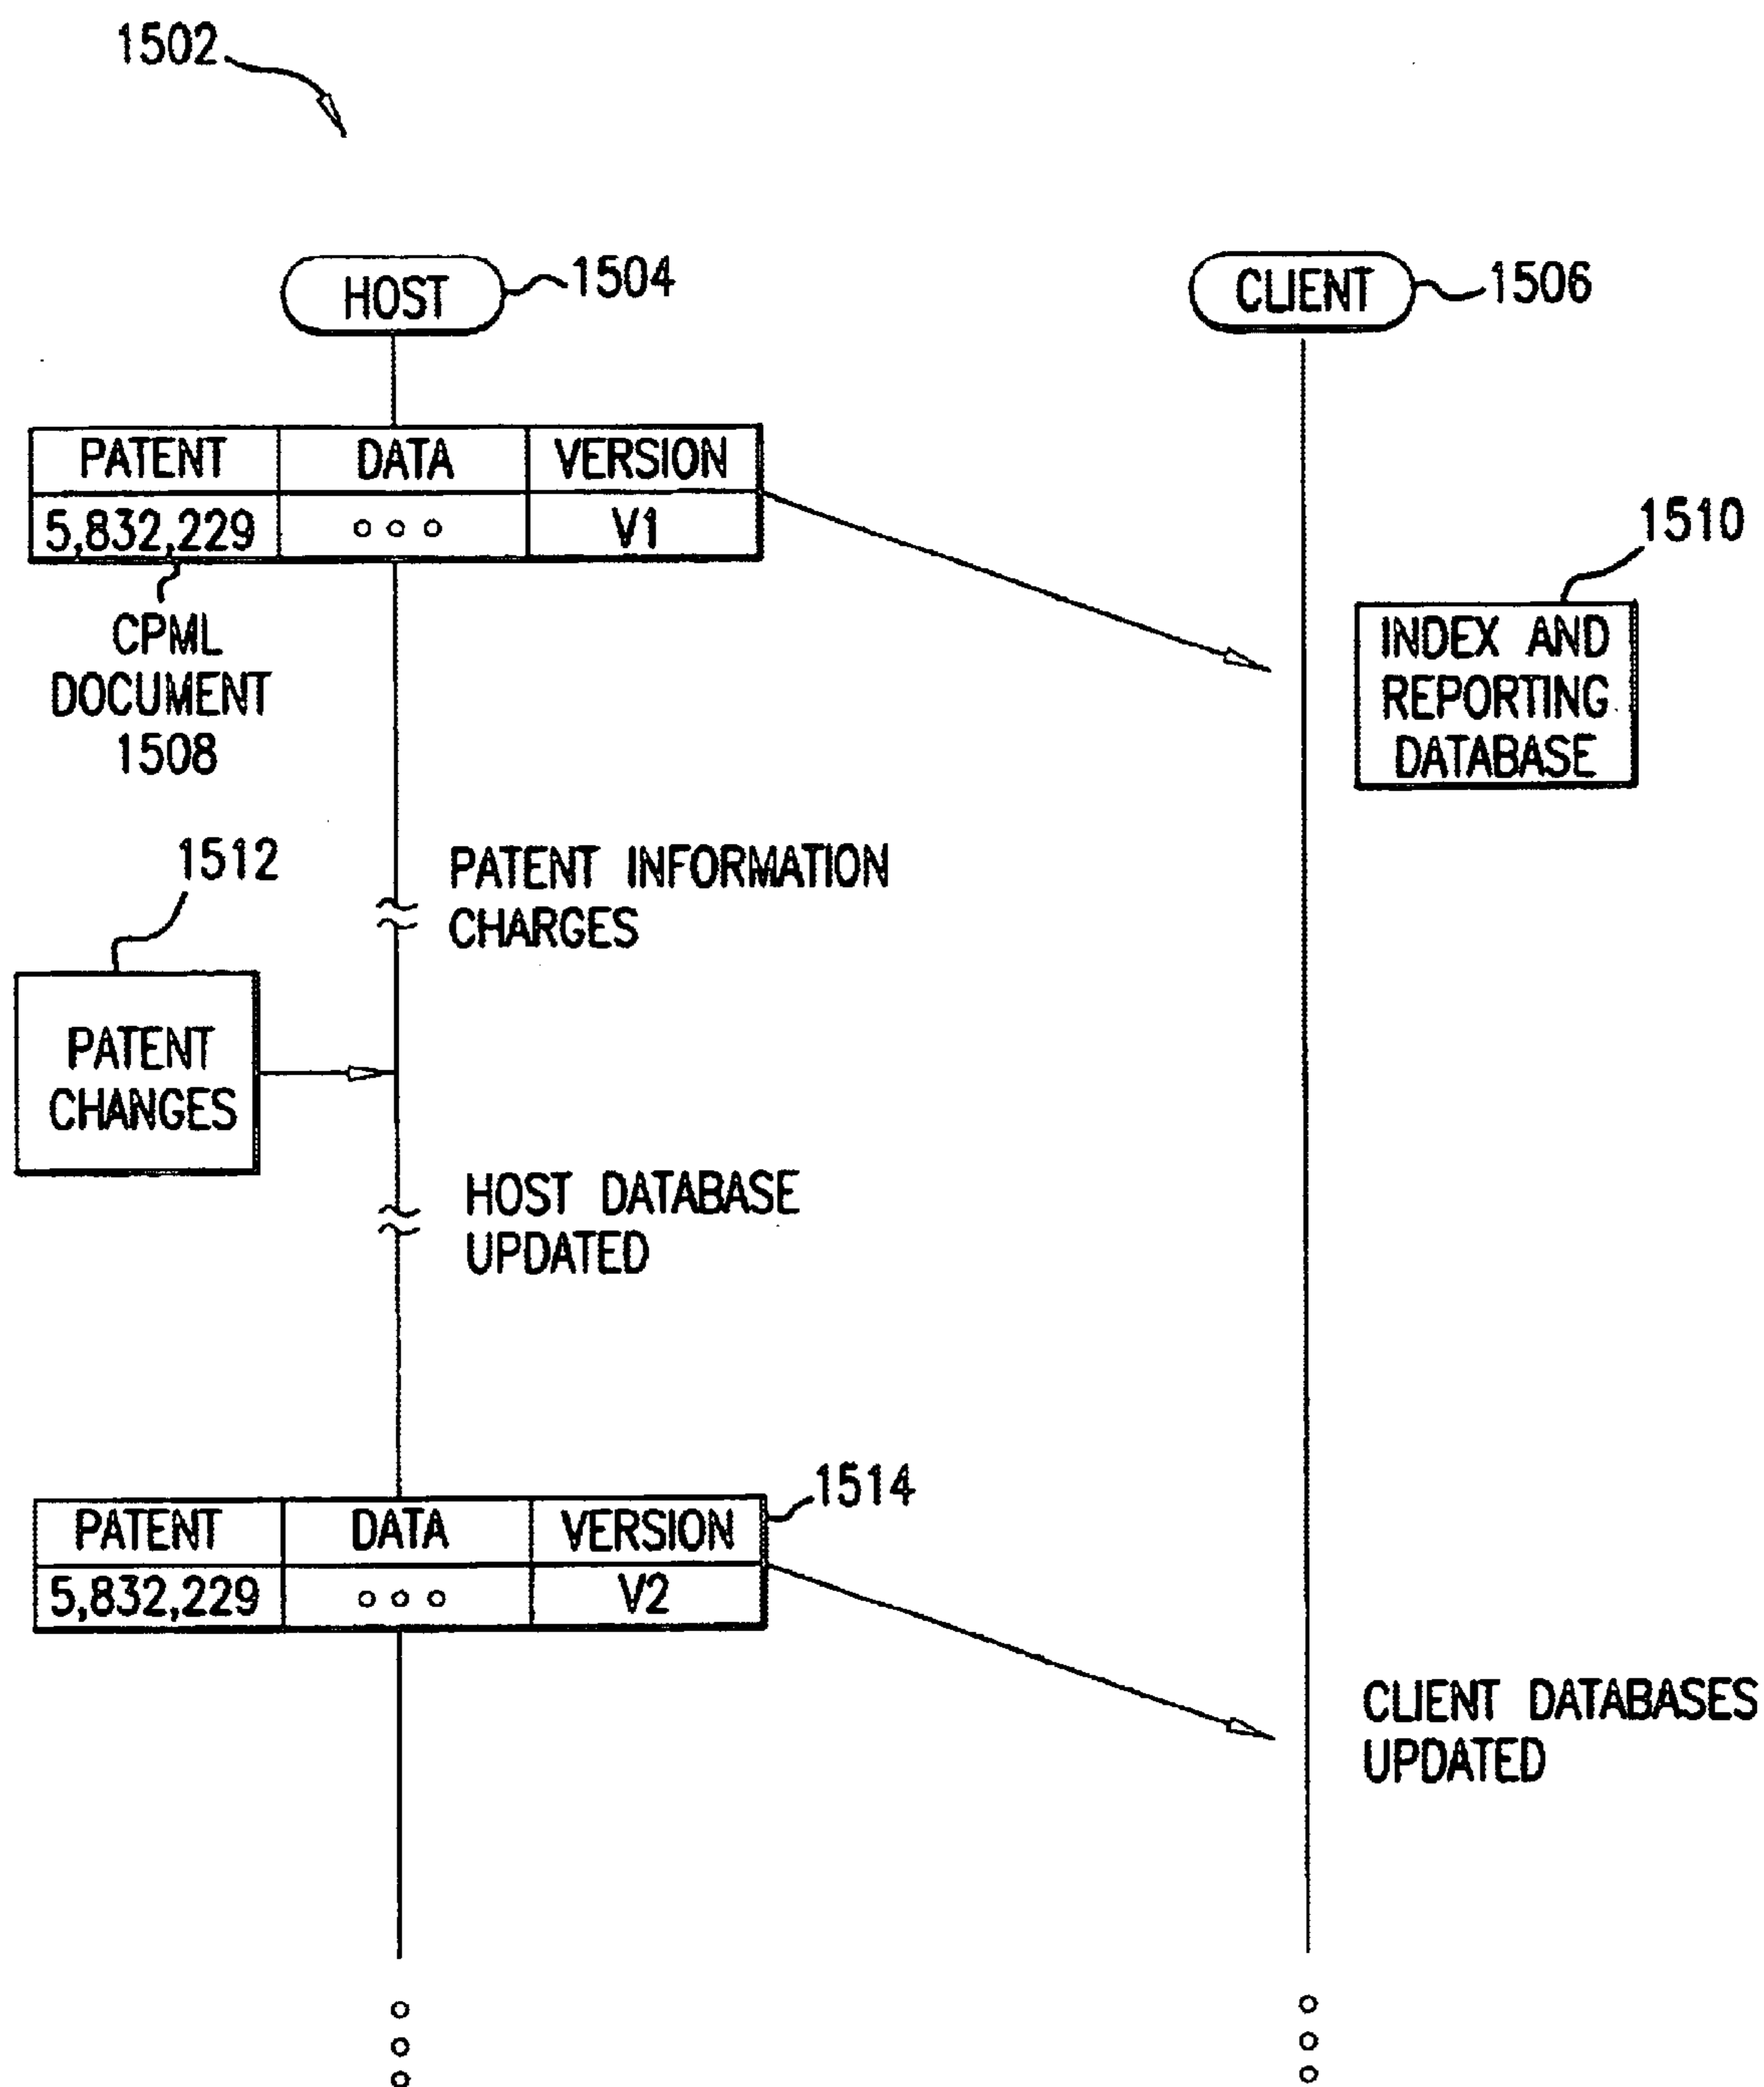 1502
HOST
1504
CLIENT
1506
PATENT DATA VERSION
5,832,229 ○ ○ ○ V1
CPML
DOCUMENT
1508
1510
INDEX AND
REPORTING
DATABASE
PATENT INFORMATION
CHARGES
1512
PATENT
CHANGES
HOST DATABASE
UPDATED
1514
PATENT DATA VERSION
5,832,229 ○ ○ ○ V2
CLIENT DATABASES
UPDATED